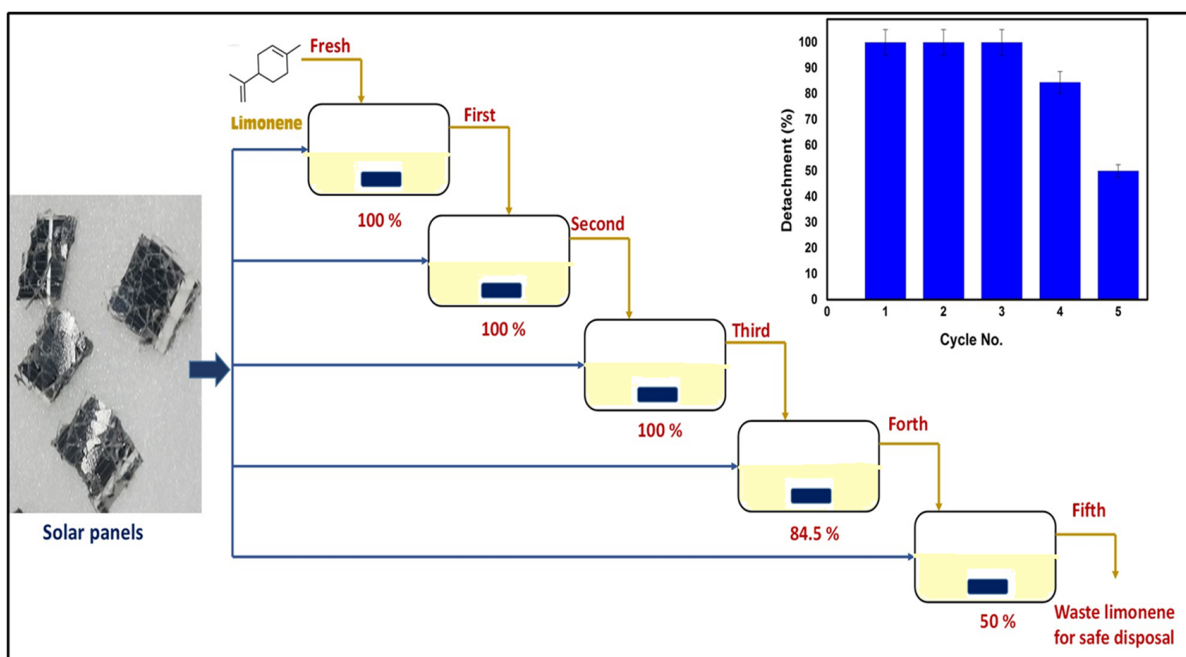 Fresh
Limonene
First
100 %
Second
100 %
Third
100 %
Forth
84.5 %
Fifth
50 %
Waste limonene
for safe disposal
Solar panels
Detachment (%)
100
90
80
70
60
50
40
30
20
10
0
0 1 2 3 4 5
Cycle No.